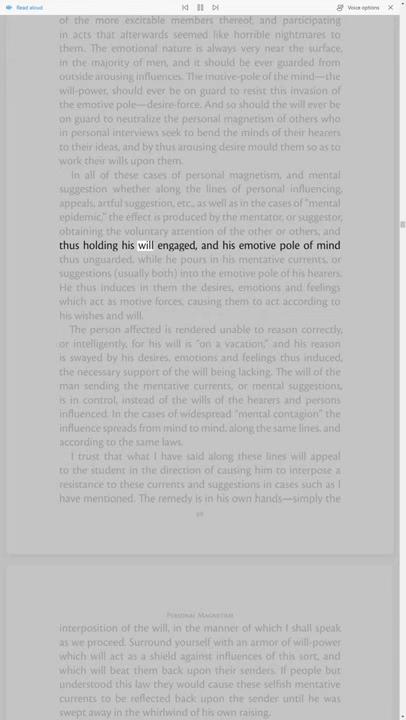 Read aloud
Voice options
of the more excitable members thereof, and participating
in acts that afterwards seemed like horrible nightmares to
them. The emotional nature is always very near the surface,
in the majority of men, and it should be ever guarded from
outside arousing influences. The motive-pole of the mind—the
will-power, should ever be on guard to resist this invasion of
the emotive pole—desire-force. And so should the will ever be
on guard to neutralize the personal magnetism of others who
in personal interviews seek to bend the minds of their hearers
to their ideas, and by thus arousing desire mould them so as to
work their wills upon them.
In all of these cases of personal magnetism, and mental
suggestion whether along the lines of personal influencing,
appeals, artful suggestion, etc., as well as in the cases of "mental
epidemic," the effect is produced by the mentator, or suggestor,
obtaining the voluntary attention of the other or others, and
thus holding his will engaged, and his emotive pole of mind
thus unguarded, while he pours in his mentative currents, or
suggestions (usually both) into the emotive pole of his hearers.
He thus induces in them the desires, emotions and feelings
which act as motive forces, causing them to act according to
his wishes and will.
The person affected is rendered unable to reason correctly,
or intelligently, for his will is "on a vacation," and his reason
is swayed by his desires, emotions and feelings thus induced,
the necessary support of the will being lacking. The will of the
man sending the mentative currents, or mental suggestions,
is in control, instead of the wills of the hearers and persons
influenced. In the cases of widespread "mental contagion" the
influence spreads from mind to mind, along the same lines, and
according to the same laws.
I trust that what I have said along these lines will appeal
to the student in the direction of causing him to interpose a
resistance to these currents and suggestions in cases such as I
have mentioned. The remedy is in his own hands—simply the
Personal Magnetism
interposition of the will, in the manner of which I shall speak
as we proceed. Surround yourself with an armor of will-power
which will act as a shield against influences of this sort, and
which will beat them back upon their senders. If people but
understood this law they would cause these selfish mentative
currents to be reflected back upon the sender until he was
swept away in the whirlwind of his own raising.